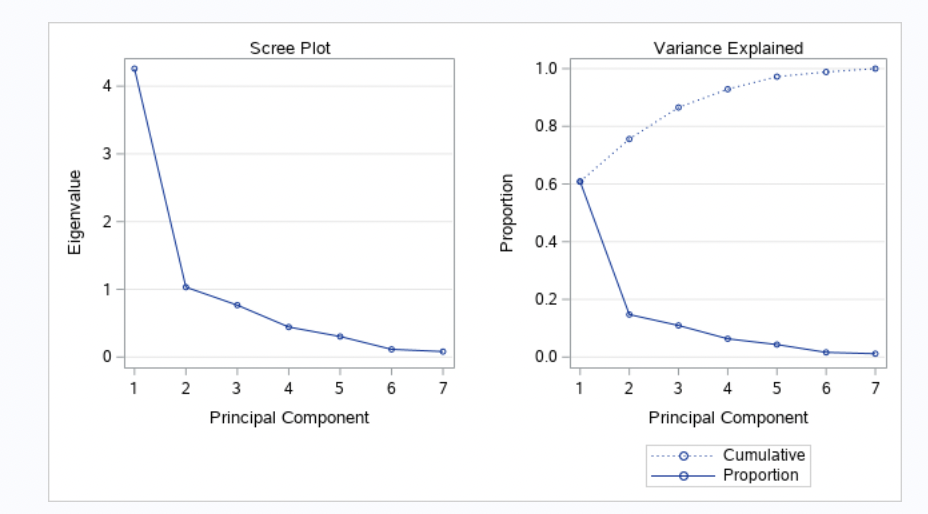 Scree Plot
Eigenvalue
4
3
2
1
0
1 2 3 4 5 6 7
Principal Component
Variance Explained
Proportion
1.0
0.8
0.6
0.4
0.2
0.0
1 2 3 4 5 6 7
Principal Component
Cumulative
Proportion